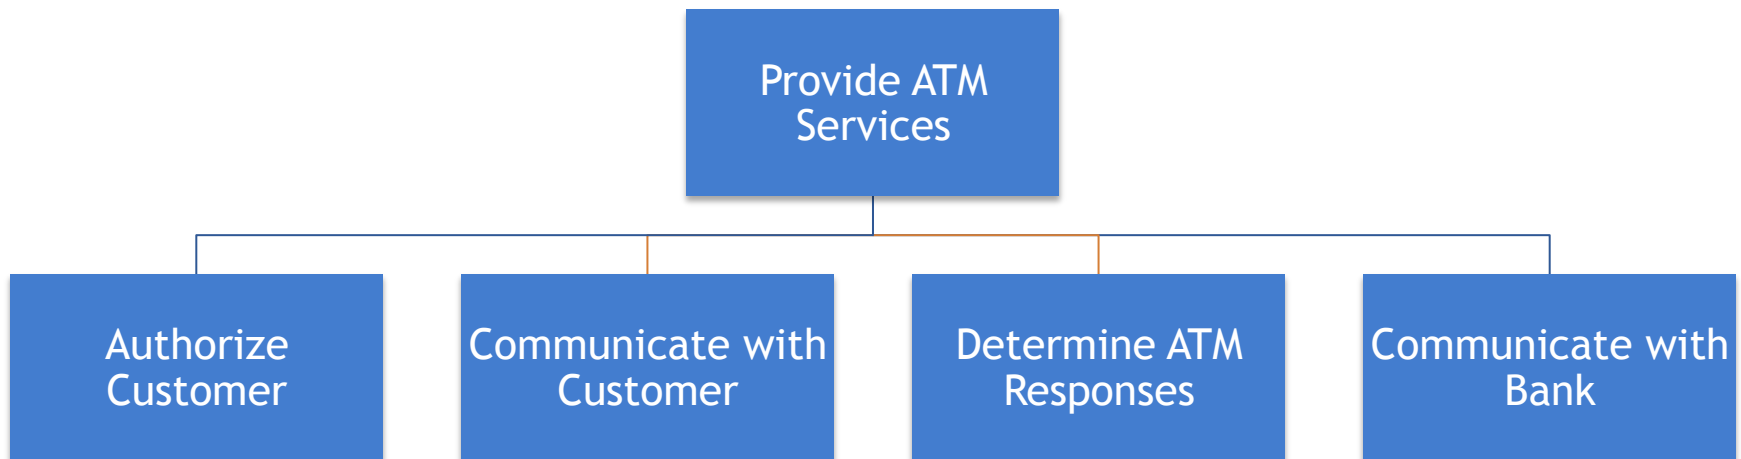 Provide ATM
Services
Authorize
Customer
Communicate with
Customer
Determine ATM
Responses
Communicate with
Bank